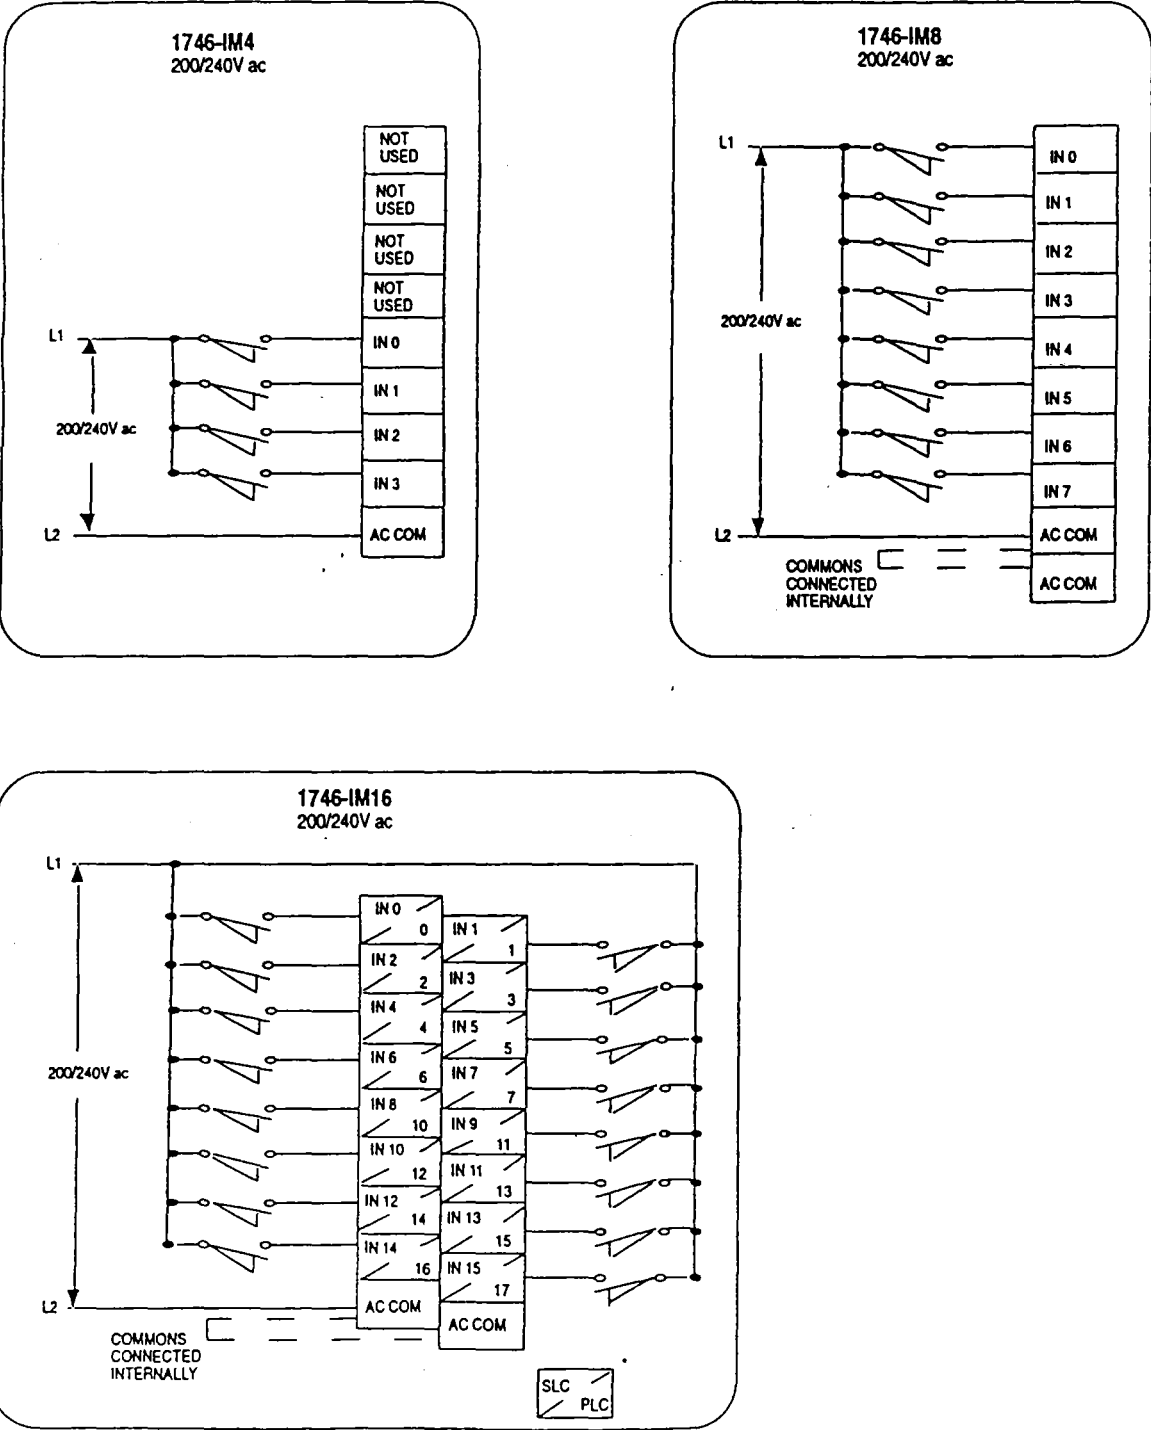 1746-IM4
200/240V ac
NOT
USED
NOT
USED
NOT
USED
NOT
USED
L1
IN 0
IN 1
200/240V ac
IN 2
IN 3
L2
AC COM
1746-IM8
200/240V ac
L1
IN 0
IN 1
IN 2
IN 3
200/240V ac
IN 4
IN 5
IN 6
IN 7
L2
AC COM
COMMONS
CONNECTED
INTERNALLY
AC COM
1746-IM16
200/240V ac
L1
IN 0
0
IN 1
1
IN 2
2
IN 3
3
IN 4
4
IN 5
5
IN 6
6
IN 7
7
200/240V ac
IN 8
10
IN 9
11
IN 10
12
IN 11
13
IN 12
14
IN 13
15
IN 14
16
IN 15
17
L2
AC COM
AC COM
COMMONS
CONNECTED
INTERNALLY
SLC
PLC